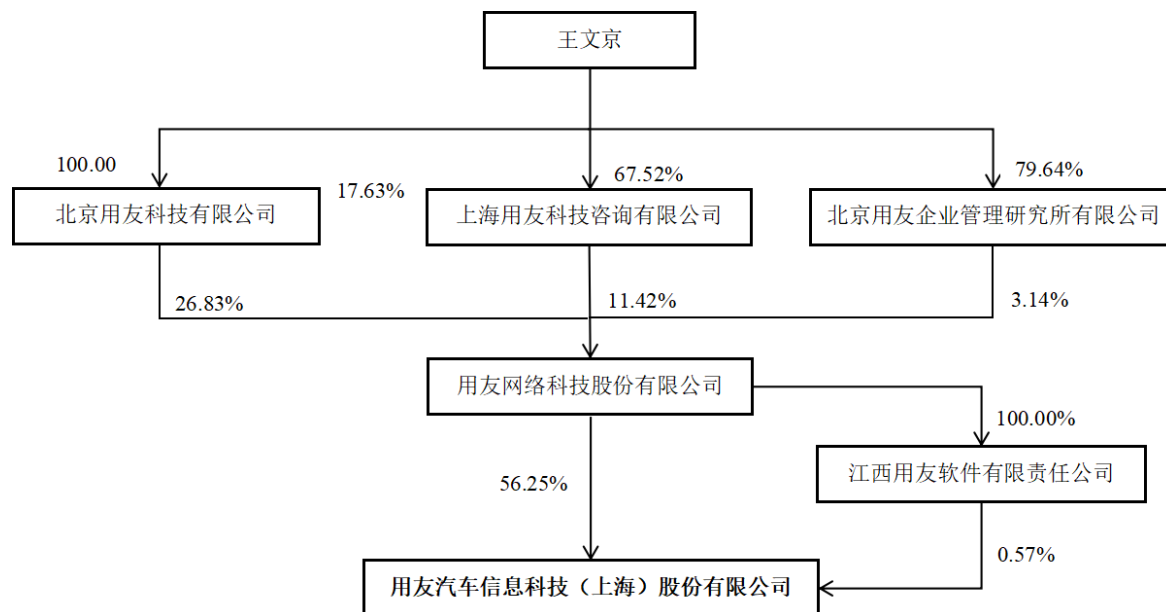 王文京
100.00
17.63%
67.52%
79.64%
北京用友科技有限公司
上海用友科技咨询有限公司
北京用友企业管理研究所有限公司
26.83%
11.42%
3.14%
用友网络科技股份有限公司
100.00%
56.25%
江西用友软件有限责任公司
0.57%
用友汽车信息科技（上海）股份有限公司